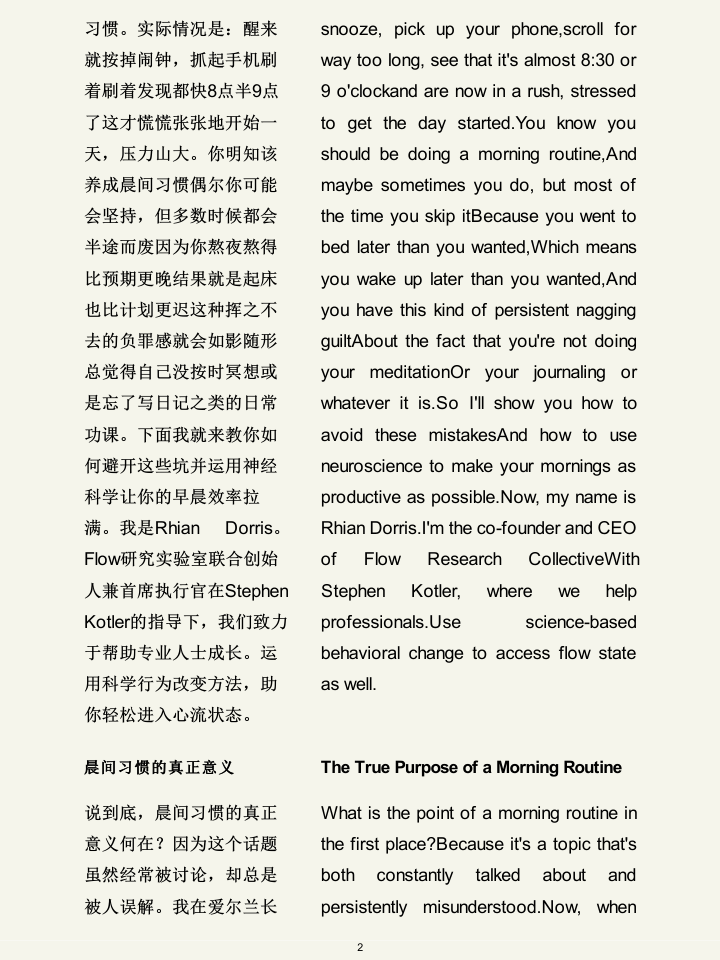 习惯。实际情况是：醒来
就按掉闹钟，抓起手机刷
着刷着发现都快8点半9点
了这才慌慌张张地开始一
天，压力山大。你明知该
养成晨间习惯偶尔你可能
会坚持，但多数时候都会
半途而废因为你熬夜熬得
比预期更晚结果就是起床
也比计划更迟这种挥之不
去的负罪感就会如影随形
总觉得自己没按时冥想或
是忘了写日记之类的日常
功课。下面我就来教你如
何避开这些坑并运用神经
科学让你的早晨效率拉
满。我是Rhian Dorris。
Flow研究实验室联合创始
人兼首席执行官在Stephen
Kotler的指导下，我们致力
于帮助专业人士成长。运
用科学行为改变方法，助
你轻松进入心流状态。
晨间习惯的真正意义
说到底，晨间习惯的真正
意义何在？因为这个话题
虽然经常被讨论，却总是
被人误解。我在爱尔兰长
snooze, pick up your phone,scroll for
way too long, see that it's almost 8:30 or
9 o'clockand are now in a rush, stressed
to get the day started.You know you
should be doing a morning routine,And
maybe sometimes you do, but most of
the time you skip itBecause you went to
bed later than you wanted,Which means
you wake up later than you wanted,And
you have this kind of persistent nagging
guiltAbout the fact that you're not doing
your meditationOr your journaling or
whatever it is.So I'll show you how to
avoid these mistakesAnd how to use
neuroscience to make your mornings as
productive as possible.Now, my name is
Rhian Dorris.I'm the co-founder and CEO
of Flow Research CollectiveWith
Stephen Kotler, where we help
professionals.Use science-based
behavioral change to access flow state
as well.
The True Purpose of a Morning Routine
What is the point of a morning routine in
the first place?Because it's a topic that's
both constantly talked about and
persistently misunderstood.Now, when
2